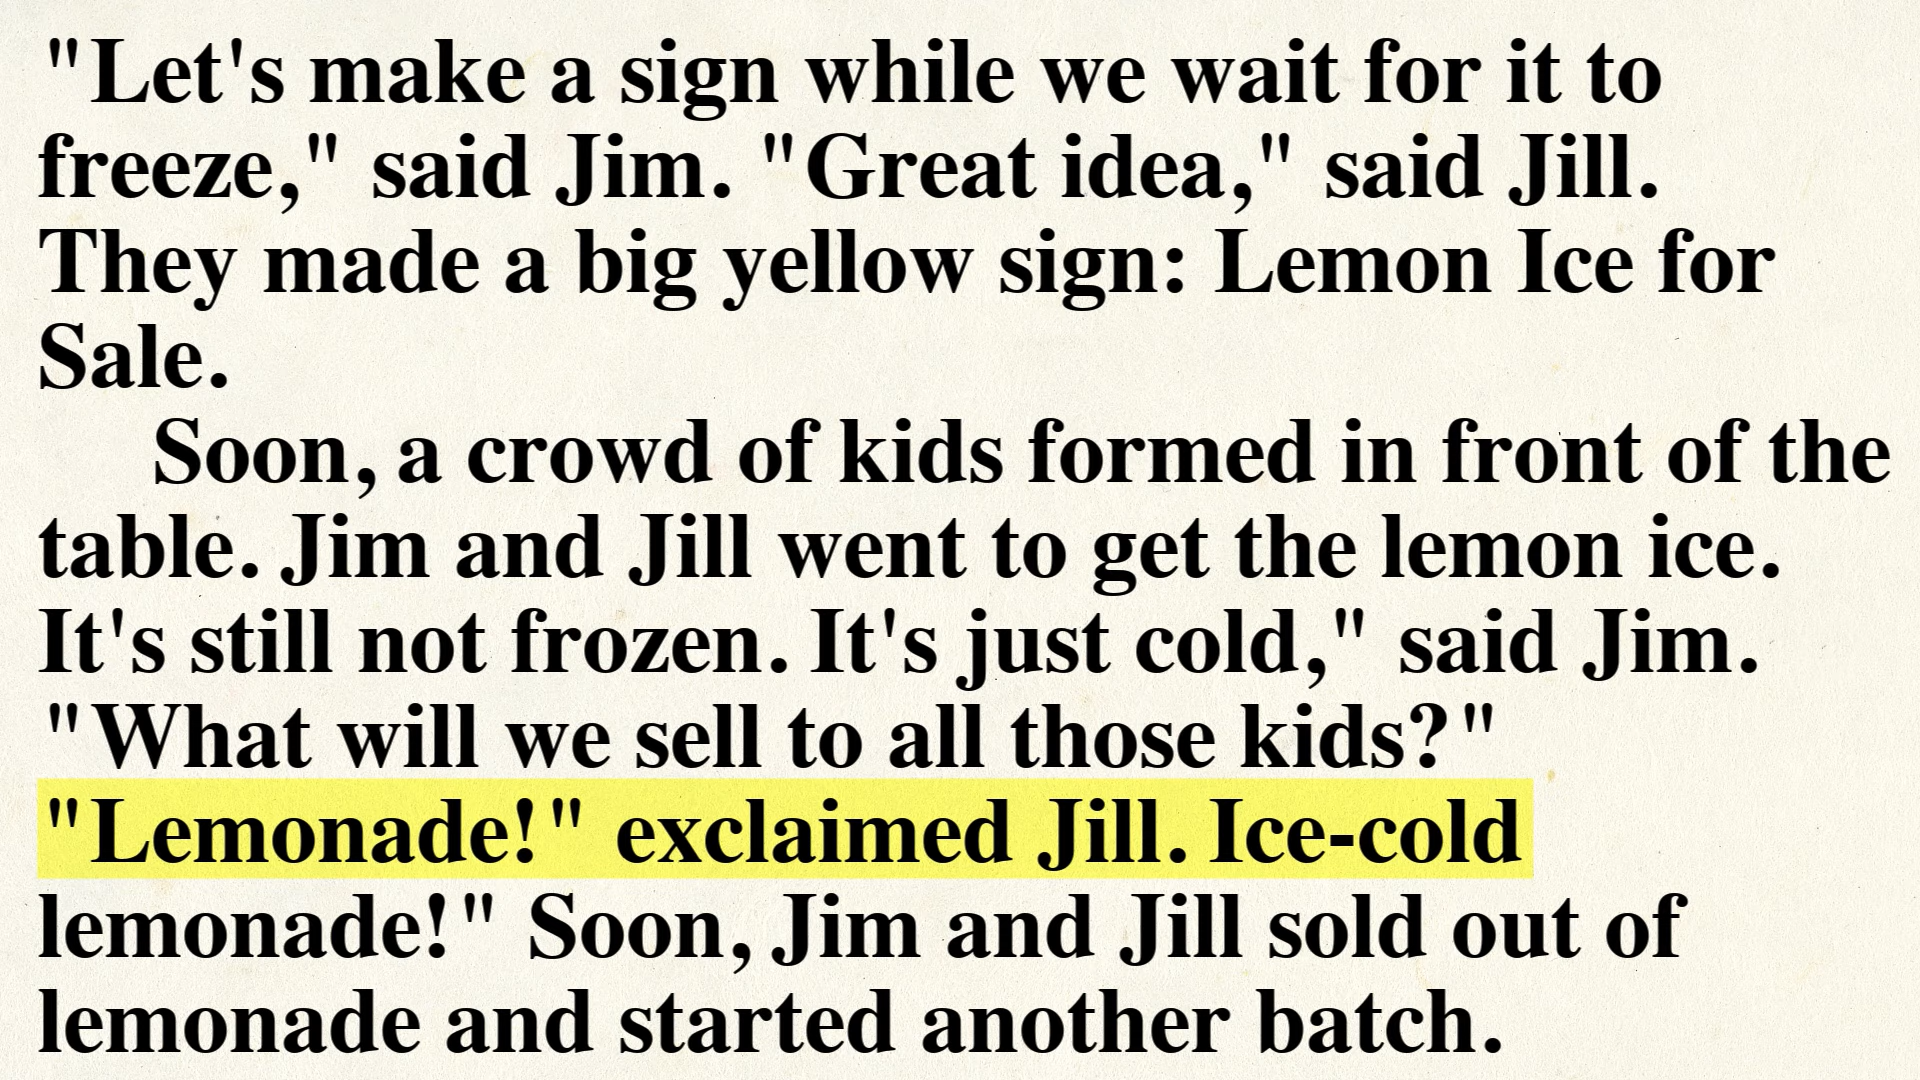 "Let's make a sign while we wait for it to
freeze," said Jim. "Great idea," said Jill.
They made a big yellow sign: Lemon Ice for
Sale.
Soon, a crowd of kids formed in front of the
table. Jim and Jill went to get the lemon ice.
It's still not frozen. It's just cold," said Jim.
"What will we sell to all those kids?"
"Lemonade!" exclaimed Jill. Ice-cold
lemonade!" Soon, Jim and Jill sold out of
lemonade and started another batch.